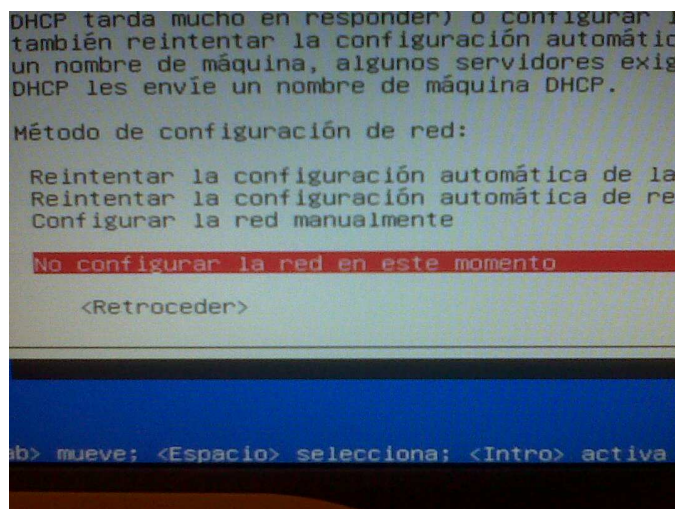 DHCP tarda mucho en responder) o configurar
también reintentar la configuración automátic
un nombre de máquina, algunos servidores exig
DHCP les envíe un nombre de máquina DHCP.
Método de configuración de red:
Reintentar la configuración automática de la
Reintentar la configuración automática de re
Configurar la red manualmente
No configurar la red en este momento
<Retroceder>
ab> mueve; <Espacio> selecciona; <Intro> activa